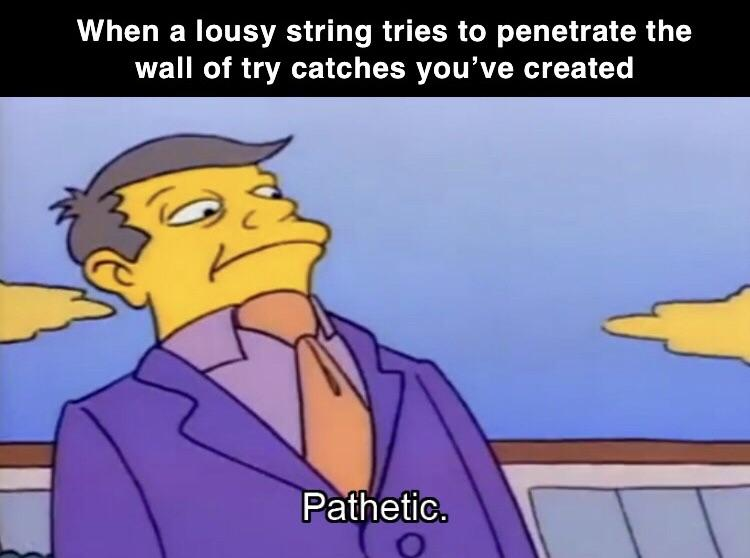 When a lousy string tries to penetrate the
wall of try catches you’ve created
Pathetic.